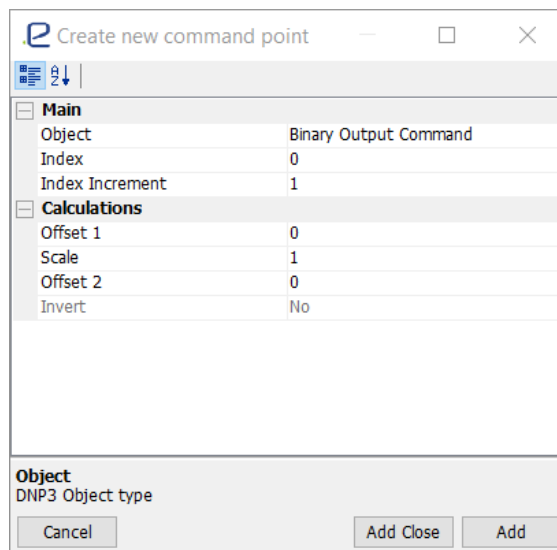 Create new command point
Main
Object Binary Output Command
Index 0
Index Increment 1
Calculations
Offset 1 0
Scale 1
Offset 2 0
Invert No
Object
DNP3 Object type
Cancel Add Close Add